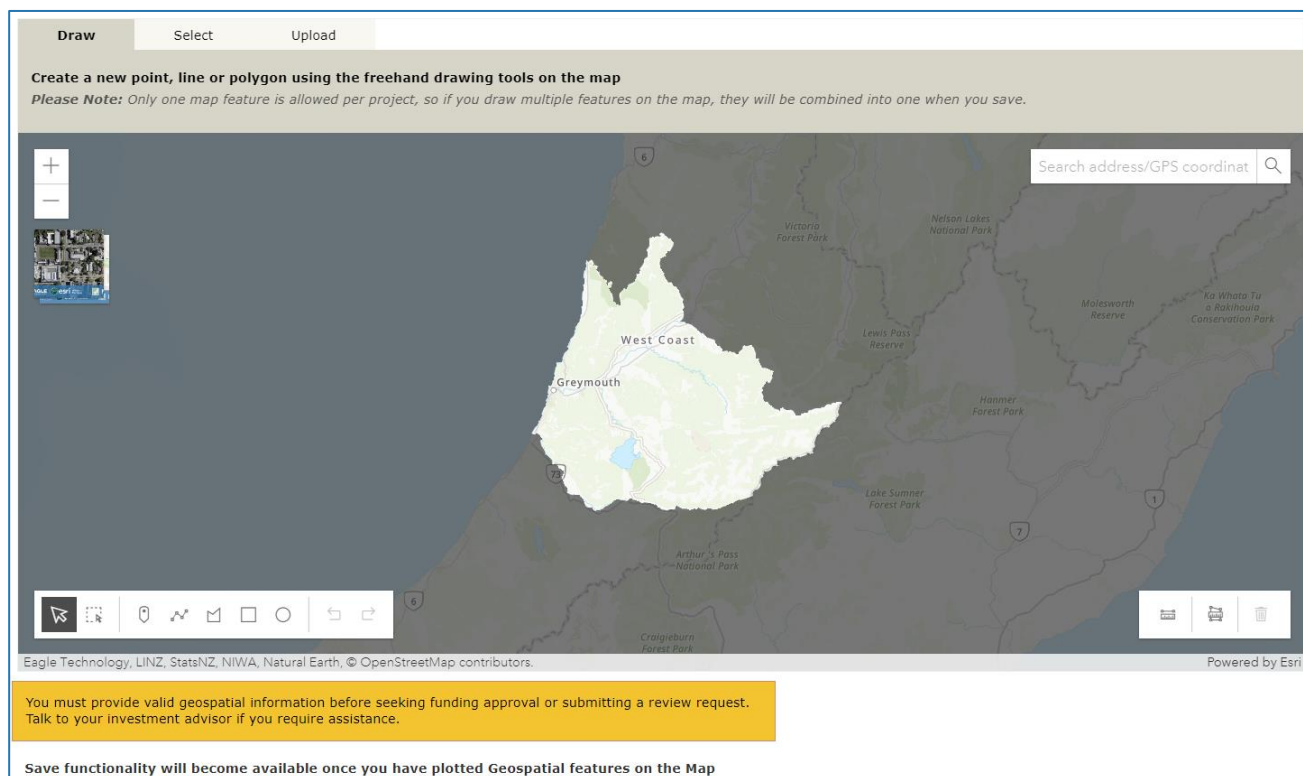 Draw Select Upload
Create a new point, line or polygon using the freehand drawing tools on the map
Please Note: Only one map feature is allowed per project, so if you draw multiple features on the map, they will be combined into one when you save.
6
Search address/GPS coordinat
Victoria
Forest Park
Nelson Lakes
National Park
esri
Molesworth
Reserve
Ka Whata Tu
o Rakihouia
Conservation Park
West Coast
Lewis Pass
Reserve
Greymouth
Hanmer
Forest Park
73
Lake Sumner
Forest Park
1
7
Arthur's Pass
National Park
6
Craigieburn
Forest Park
Eagle Technology, LINZ, StatsNZ, NIWA, Natural Earth, © OpenStreetMap contributors.
Powered by Esri
You must provide valid geospatial information before seeking funding approval or submitting a review request.
Talk to your investment advisor if you require assistance.
Save functionality will become available once you have plotted Geospatial features on the Map